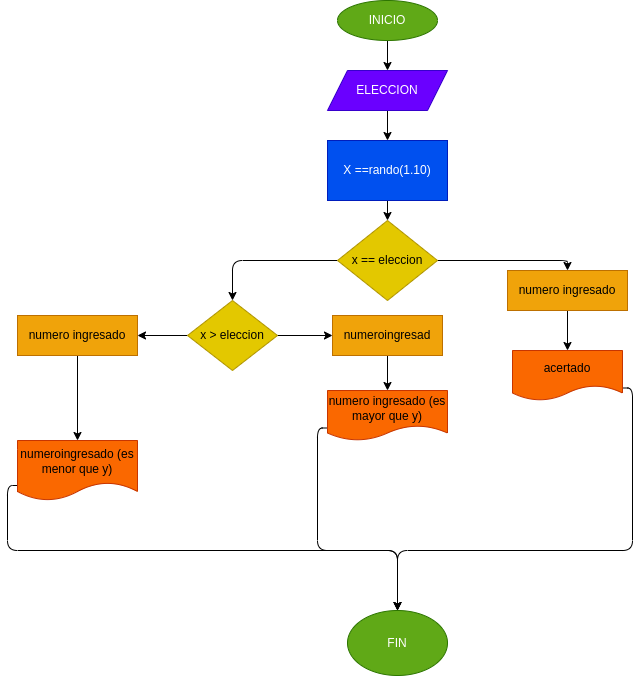 INICIO
ELECCION
X ==rando(1.10)
x == eleccion
numero ingresado
numero ingresado
x > eleccion
numeroingresad
acertado
numero ingresado (es
mayor que y)
numeroingresado (es
menor que y)
FIN